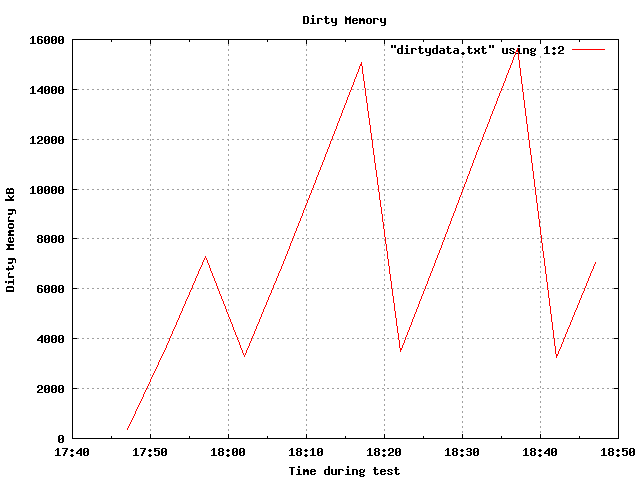 Dirty Memory
"dirtydata.txt" using 1:2
16000
14000
12000
10000
8000
6000
4000
2000
0
Dirty Memory kB
17:40 17:50 18:00 18:10 18:20 18:30 18:40 18:50
Time during test